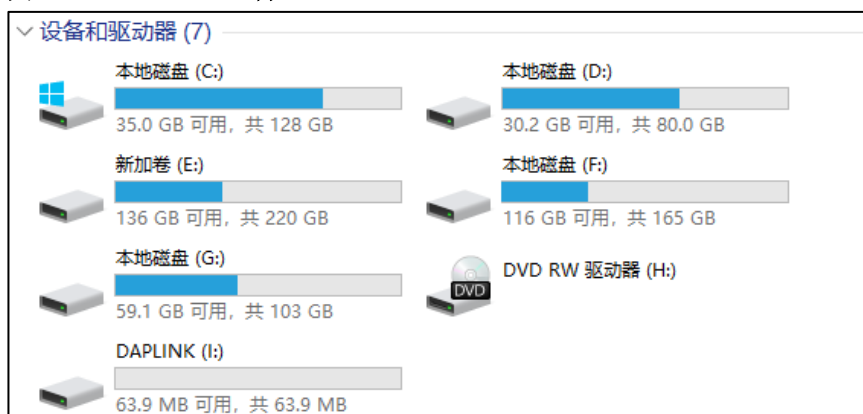 设备和驱动器 (7)
本地磁盘 (C:)
35.0 GB 可用，共 128 GB
本地磁盘 (D:)
30.2 GB 可用，共 80.0 GB
新加卷 (E:)
136 GB 可用，共 220 GB
本地磁盘 (F:)
116 GB 可用，共 165 GB
本地磁盘 (G:)
59.1 GB 可用，共 103 GB
DVD RW 驱动器 (H:)
DVD
DAPLINK (I:)
63.9 MB 可用，共 63.9 MB